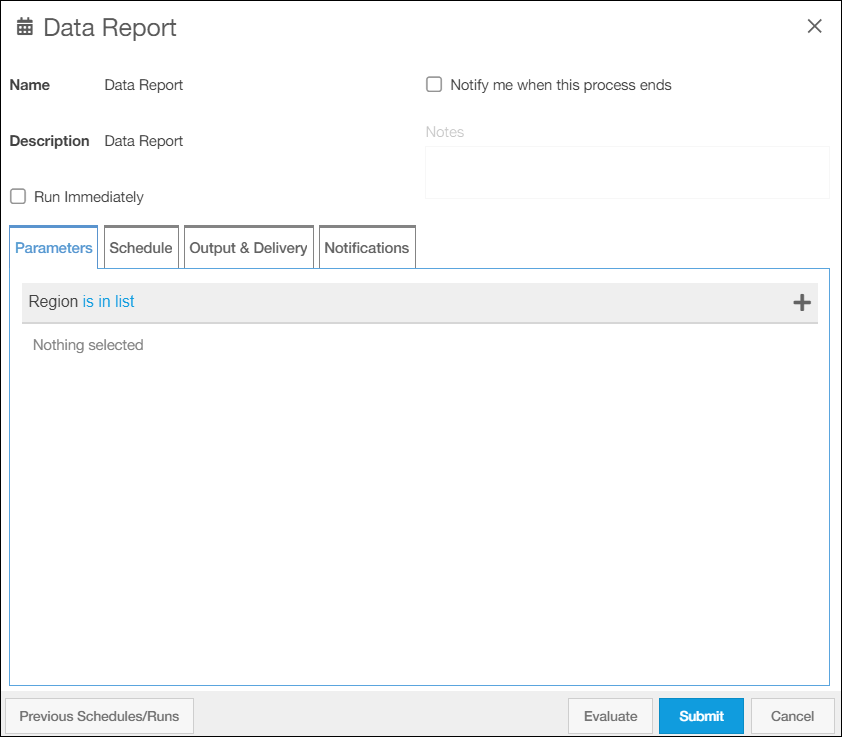 Data Report
Name Data Report
Notify me when this process ends
Description Data Report
Notes
Run Immediately
Parameters Schedule Output & Delivery Notifications
Region is in list
Nothing selected
Previous Schedules/Runs Evaluate Submit Cancel